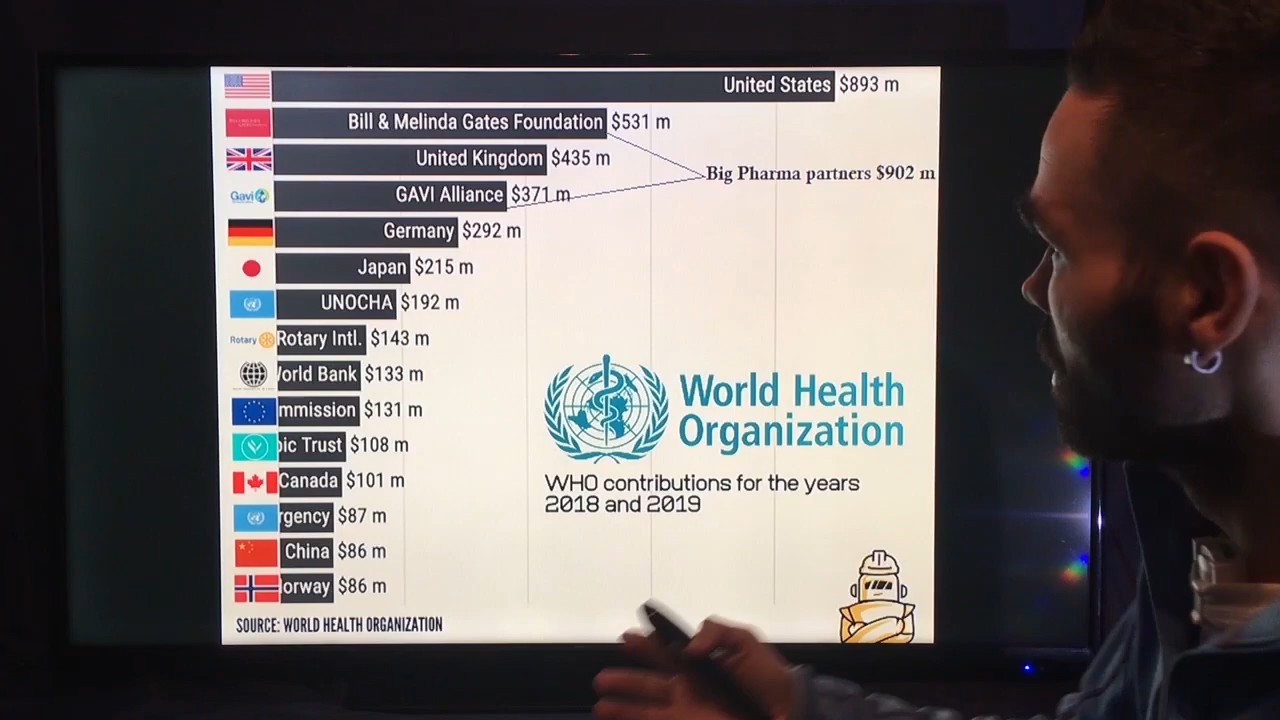 United States $893 m
Bill & Melinda Gates Foundation $531 m
United Kingdom $435 m
Big Pharma partners $902 m
Gavi GAVI Alliance $371 m
Germany $292 m
Japan $215 m
UNOCHA $192 m
Rotary Rotary Intl. $143 m
orld Bank $133 m
mmission $131 m
ic Trust $108 m
Canada $101 m
rgency $87 m
China $86 m
orway $86 m
World Health
Organization
WHO contributions for the years
2018 and 2019
SOURCE: WORLD HEALTH ORGANIZATION